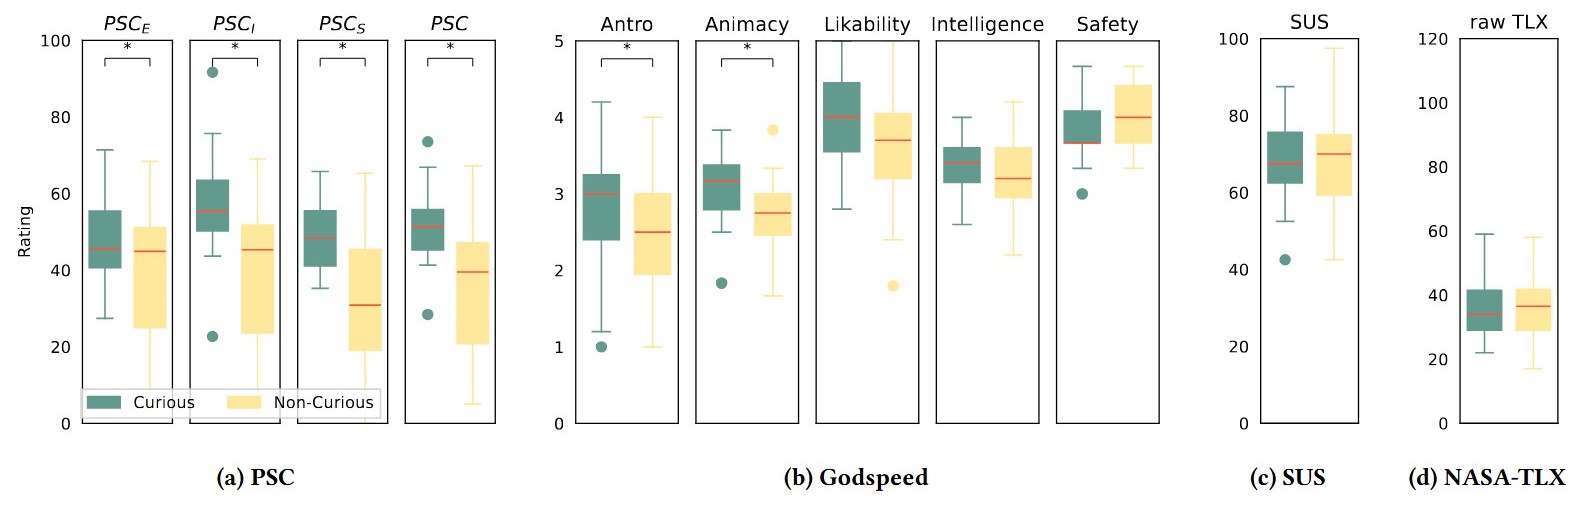 PSC_E PSC_I PSC_S PSC
* * * *
Rating
100
80
60
40
20
0
Curious Non-Curious
(a) PSC
Antro Animacy Likability Intelligence Safety
* *
5
4
3
2
1
0
(b) Godspeed
SUS
100
80
60
40
20
0
(c) SUS
raw TLX
120
100
80
60
40
20
0
(d) NASA-TLX